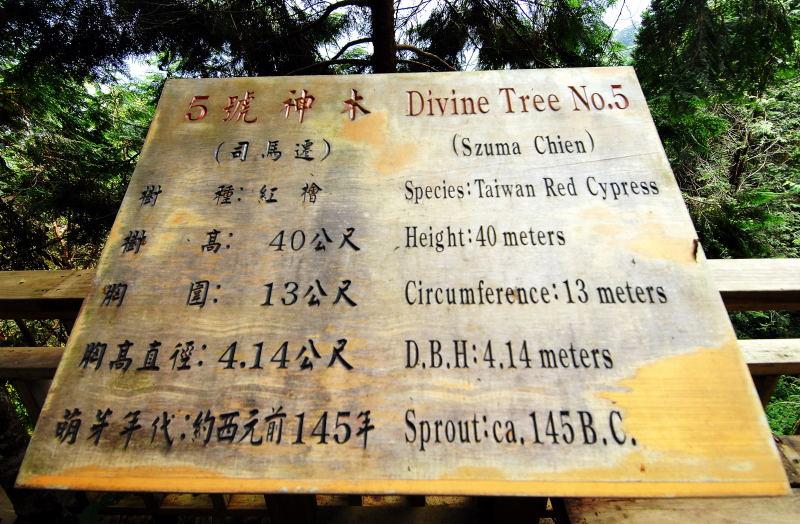 5號神木 Divine Tree No.5
(司馬遷) (Szuma Chien)
樹種:紅檜 Species:Taiwan Red Cypress
樹高:40公尺 Height:40 meters
胸圍:13公尺 Circumference:13 meters
胸高直徑:4.14公尺 D.B.H:4.14 meters
萌芽年代:約西元前145年 Sprout:ca. 145 B.C.